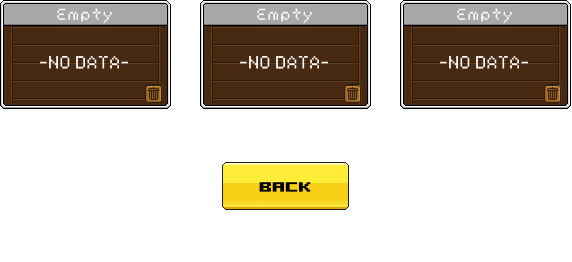 Empty Empty Empty
-NO DATA- -NO DATA- -NO DATA-
BACK